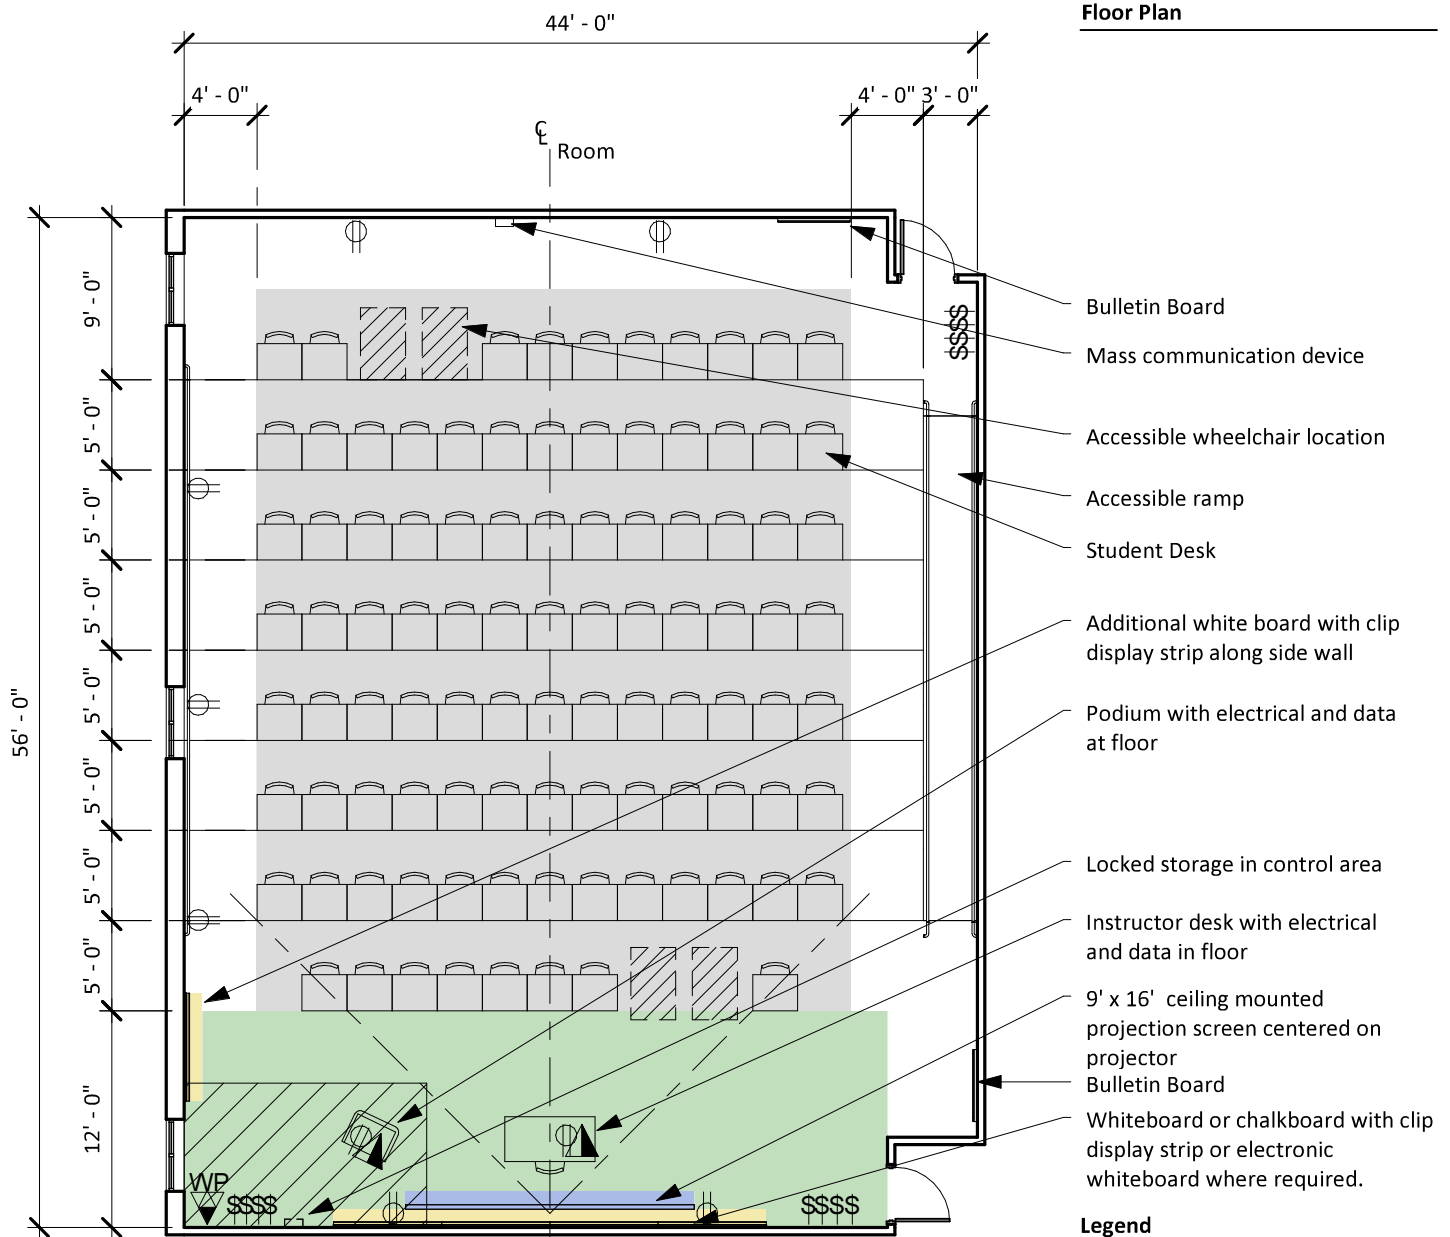 Floor Plan
44' - 0"
4' - 0"
4' - 0"
3' - 0"
℄
Room
9' - 0"
5' - 0"
5' - 0"
5' - 0"
5' - 0"
5' - 0"
5' - 0"
5' - 0"
12' - 0"
56' - 0"
$$$$
Bulletin Board
Mass communication device
Accessible wheelchair location
Accessible ramp
Student Desk
Additional white board with clip
display strip along side wall
Podium with electrical and data
at floor
Locked storage in control area
Instructor desk with electrical
and data in floor
9' x 16'  ceiling mounted
projection screen centered on
projector
Bulletin Board
Whiteboard or chalkboard with clip
display strip or electronic
whiteboard where required.
WP
$$$$
$$$$
Legend